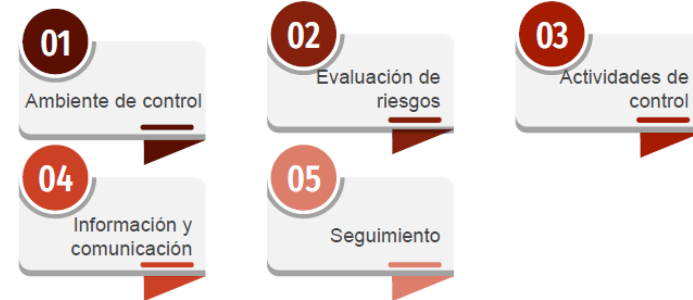 01
Ambiente de control
02
Evaluación de
riesgos
03
Actividades de
control
04
Información y
comunicación
05
Seguimiento